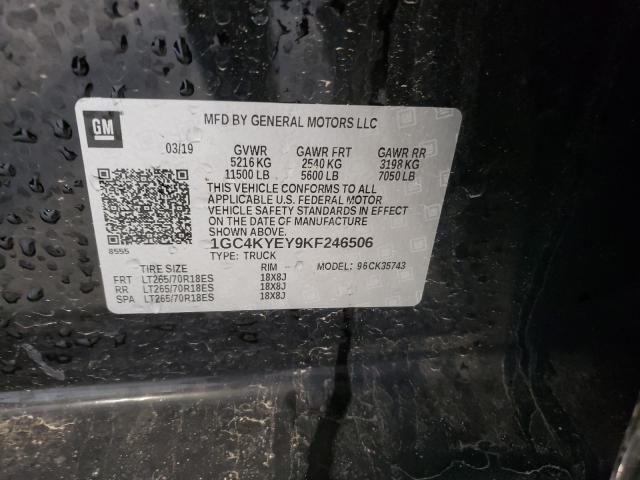 GM
MFD BY GENERAL MOTORS LLC
03/19 GVWR GAWR FRT GAWR RR
5216 KG 2540 KG 3198 KG
11500 LB 5600 LB 7050 LB
THIS VEHICLE CONFORMS TO ALL
APPLICABLE U.S. FEDERAL MOTOR
VEHICLE SAFETY STANDARDS IN EFFECT
ON THE DATE OF MANUFACTURE
SHOWN ABOVE.
8555 1GC4KYEY9KF246506
TYPE: TRUCK
TIRE SIZE RIM MODEL: 96CK35743
FRT LT265/70R18ES 18X8J
RR LT265/70R18ES 18X8J
SPA LT265/70R18ES 18X8J